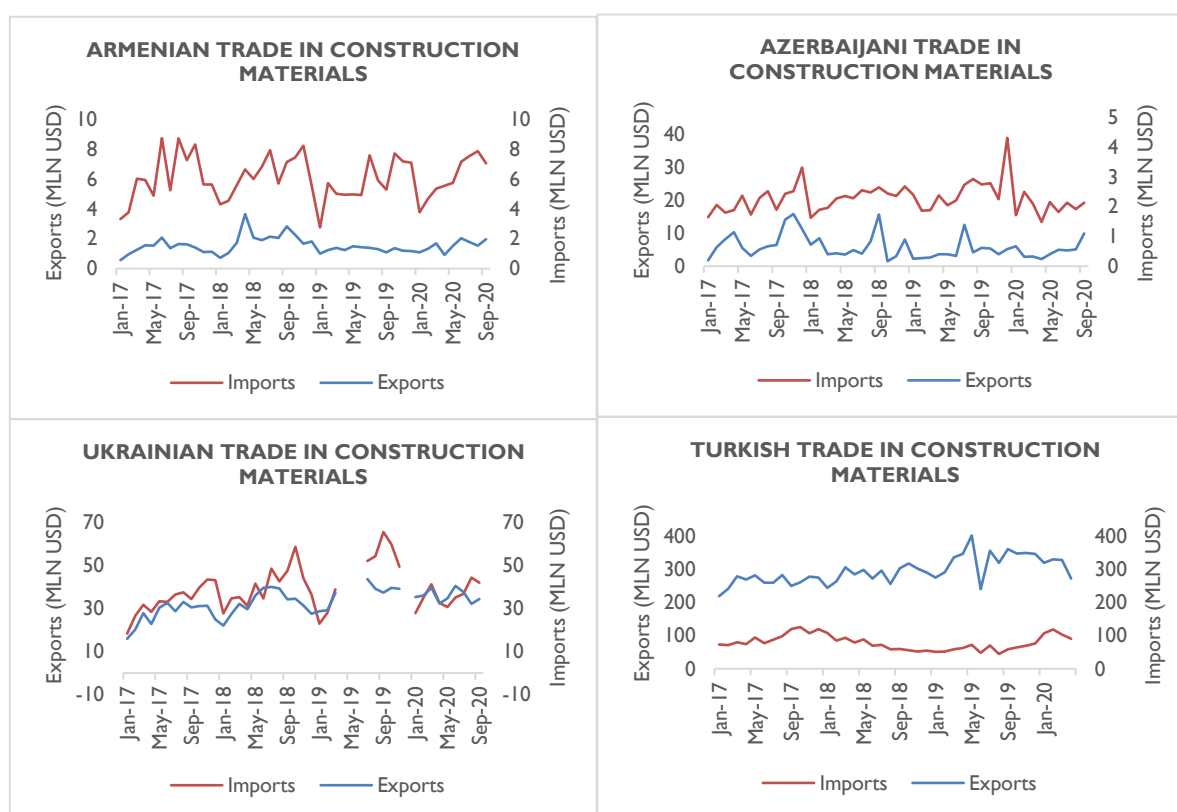 ARMENIAN TRADE IN CONSTRUCTION
MATERIALS
Exports (MLN USD)
10
8
6
4
2
0
10
8
6
4
2
0
Imports (MLN USD)
Jan-17
May-17
Sep-17
Jan-18
May-18
Sep-18
Jan-19
May-19
Sep-19
Jan-20
May-20
Sep-20
Imports
Exports
AZERBAIJANI TRADE IN
CONSTRUCTION MATERIALS
Exports (MLN USD)
40
30
20
10
0
5
4
3
2
1
0
Imports (MLN USD)
Jan-17
May-17
Sep-17
Jan-18
May-18
Sep-18
Jan-19
May-19
Sep-19
Jan-20
May-20
Sep-20
Imports
Exports
UKRAINIAN TRADE IN CONSTRUCTION
MATERIALS
Exports (MLN USD)
70
50
30
10
-10
70
50
30
10
-10
Imports (MLN USD)
Jan-17
May-17
Sep-17
Jan-18
May-18
Sep-18
Jan-19
May-19
Sep-19
Jan-20
May-20
Sep-20
Imports
Exports
TURKISH TRADE IN CONSTRUCTION
MATERIALS
Exports (MLN USD)
400
300
200
100
0
400
300
200
100
0
Imports (MLN USD)
Jan-17
May-17
Sep-17
Jan-18
May-18
Sep-18
Jan-19
May-19
Sep-19
Jan-20
Imports
Exports